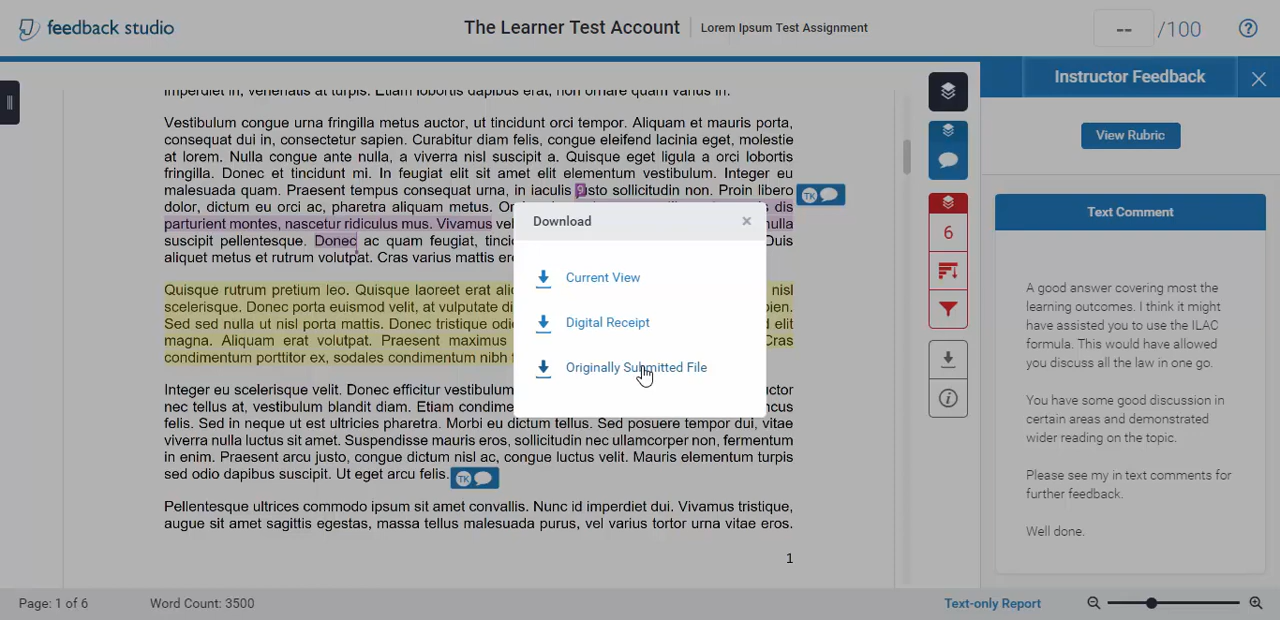 feedback studio
The Learner Test Account
Lorem Ipsum Test Assignment
-- /100
?
imperdiet in, venenatis at turpis. Etiam lobortis dapibus erat, non ornare quam varius in.
Vestibulum congue urna fringilla metus auctor, ut tincidunt orci tempor. Aliquam et mauris porta,
consequat dui in, consectetur sapien. Curabitur diam felis, congue eleifend lacinia eget, molestie
at lorem. Nulla congue ante nulla, a viverra nisl suscipit a. Quisque eget ligula a orci lobortis
fringilla. Donec et tincidunt mi. In feugiat elit sit amet elit elementum vestibulum. Integer eu
malesuada quam. Praesent tempus consequat urna, in iaculis justo sollicitudin non. Proin libero
TK
dolor, dictum eu orci ac, pharetra aliquam metus. dis
parturient montes, nascetur ridiculus mus. Vivamus nulla
suscipit pellentesque. Donec ac quam feugiat, Duis
aliquet metus et rutrum volutpat. Cras varius mattis
Quisque rutrum pretium leo. Quisque laoreet erat nisl
scelerisque. Donec porta euismod velit, at vulputate
Sed sed nulla ut nisl porta mattis. Donec tristique elit
magna. Aliquam erat volutpat. Praesent maximus Cras
condimentum porttitor ex, sodales condimentum nibh
Integer eu scelerisque velit. Donec efficitur vestibulum
nec tellus at, vestibulum blandit diam. Etiam
felis. Sed in neque ut est ultricies pharetra. Morbi eu dictum tellus. Sed posuere tempor dui, vitae
viverra nulla luctus sit amet. Suspendisse mauris eros, sollicitudin nec ullamcorper non, fermentum
in enim. Praesent arcu justo, congue dictum nisl ac, congue luctus velit. Mauris elementum turpis
sed odio dapibus suscipit. Ut eget arcu felis.
TK
Pellentesque ultrices commodo ipsum sit amet convallis. Nunc id imperdiet dui. Vivamus tristique,
augue sit amet sagittis egestas, massa tellus malesuada purus, vel varius tortor urna vitae eros.
1
Download
×
Current View
Digital Receipt
Originally Submitted File
6
Instructor Feedback
View Rubric
Text Comment
A good answer covering most the
learning outcomes. I think it might
have assisted you to use the ILAC
formula. This would have allowed
you discuss all the law in one go.
You have some good discussion in
certain areas and demonstrated
wider reading on the topic.
Please see my in text comments for
further feedback.
Well done.
Page: 1 of 6
Word Count: 3500
Text-only Report